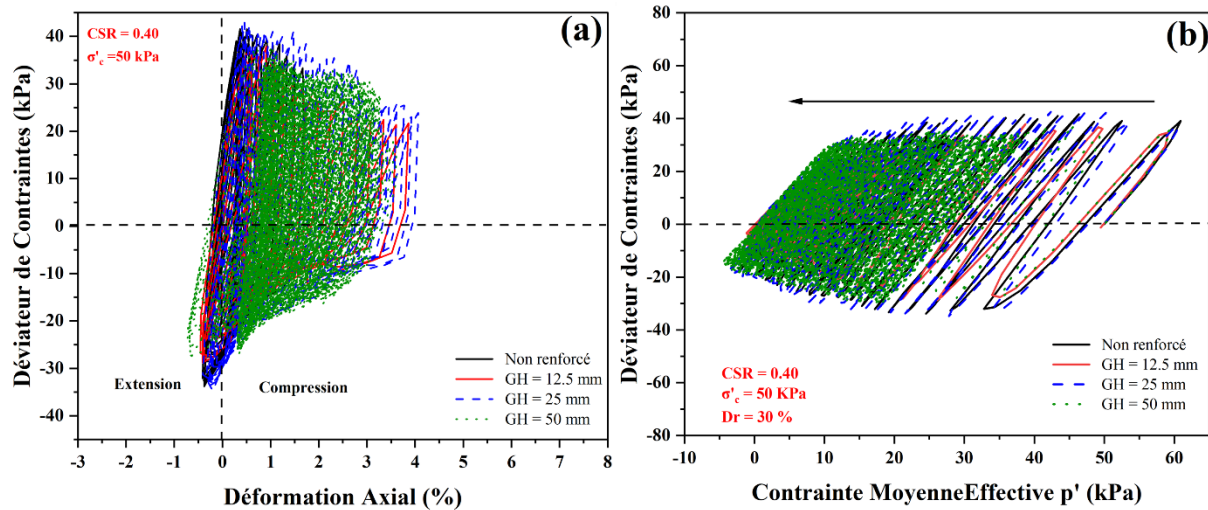 (a)
CSR = 0.40
σ'c =50 kPa
Déviateur de Contraintes (kPa)
40
30
20
10
0
-10
-20
-30
-40
Extension
Compression
Non renforcé
GH = 12.5 mm
GH = 25 mm
GH = 50 mm
-3 -2 -1 0 1 2 3 4 5 6 7 8
Déformation Axial (%)
(b)
Déviateur de Contraintes (kPa)
80
60
40
20
0
-20
-40
-60
-80
CSR = 0.40
σ'c = 50 KPa
Dr = 30 %
Non renforcé
GH = 12.5 mm
GH = 25 mm
GH = 50 mm
-10 0 10 20 30 40 50 60
Contrainte MoyenneEffective p' (kPa)